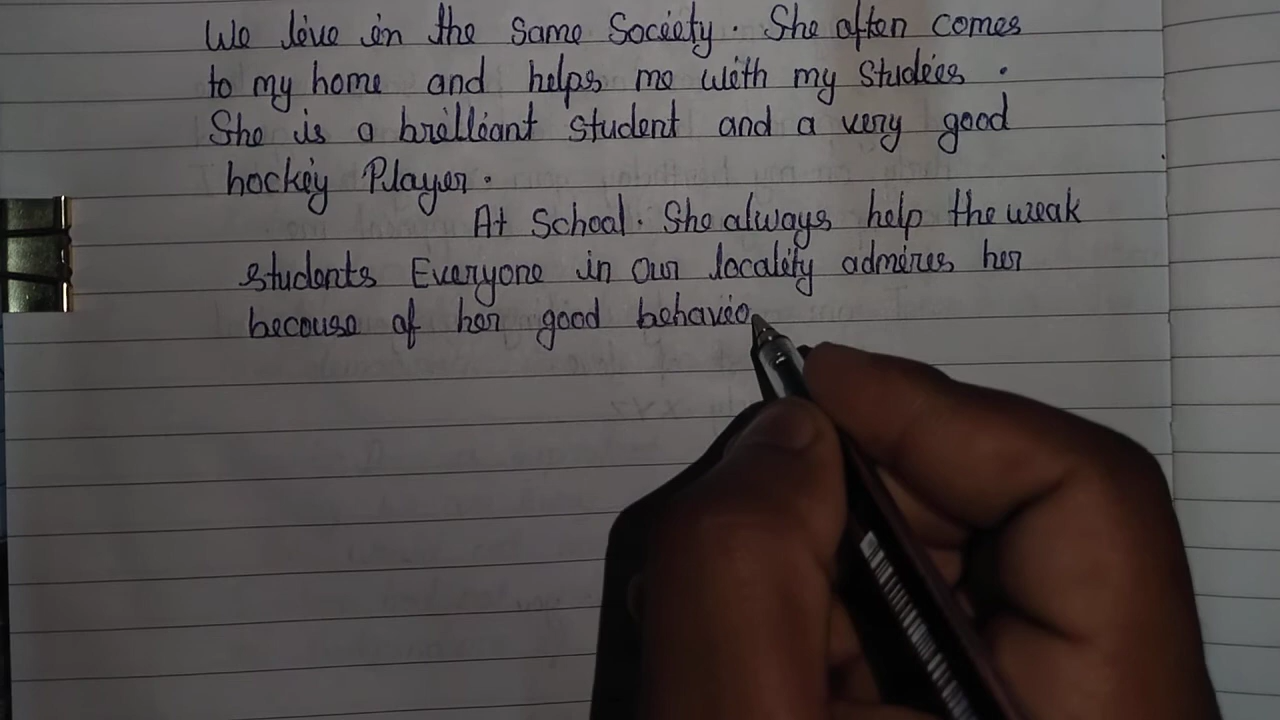 We live in the Same Society. She often comes
to my home and helps me with my Studies.
She is a brilliant student and a very good
hockey Player.
At School. She always help the weak
students Everyone in our locality admires her
becouse of her good behavio